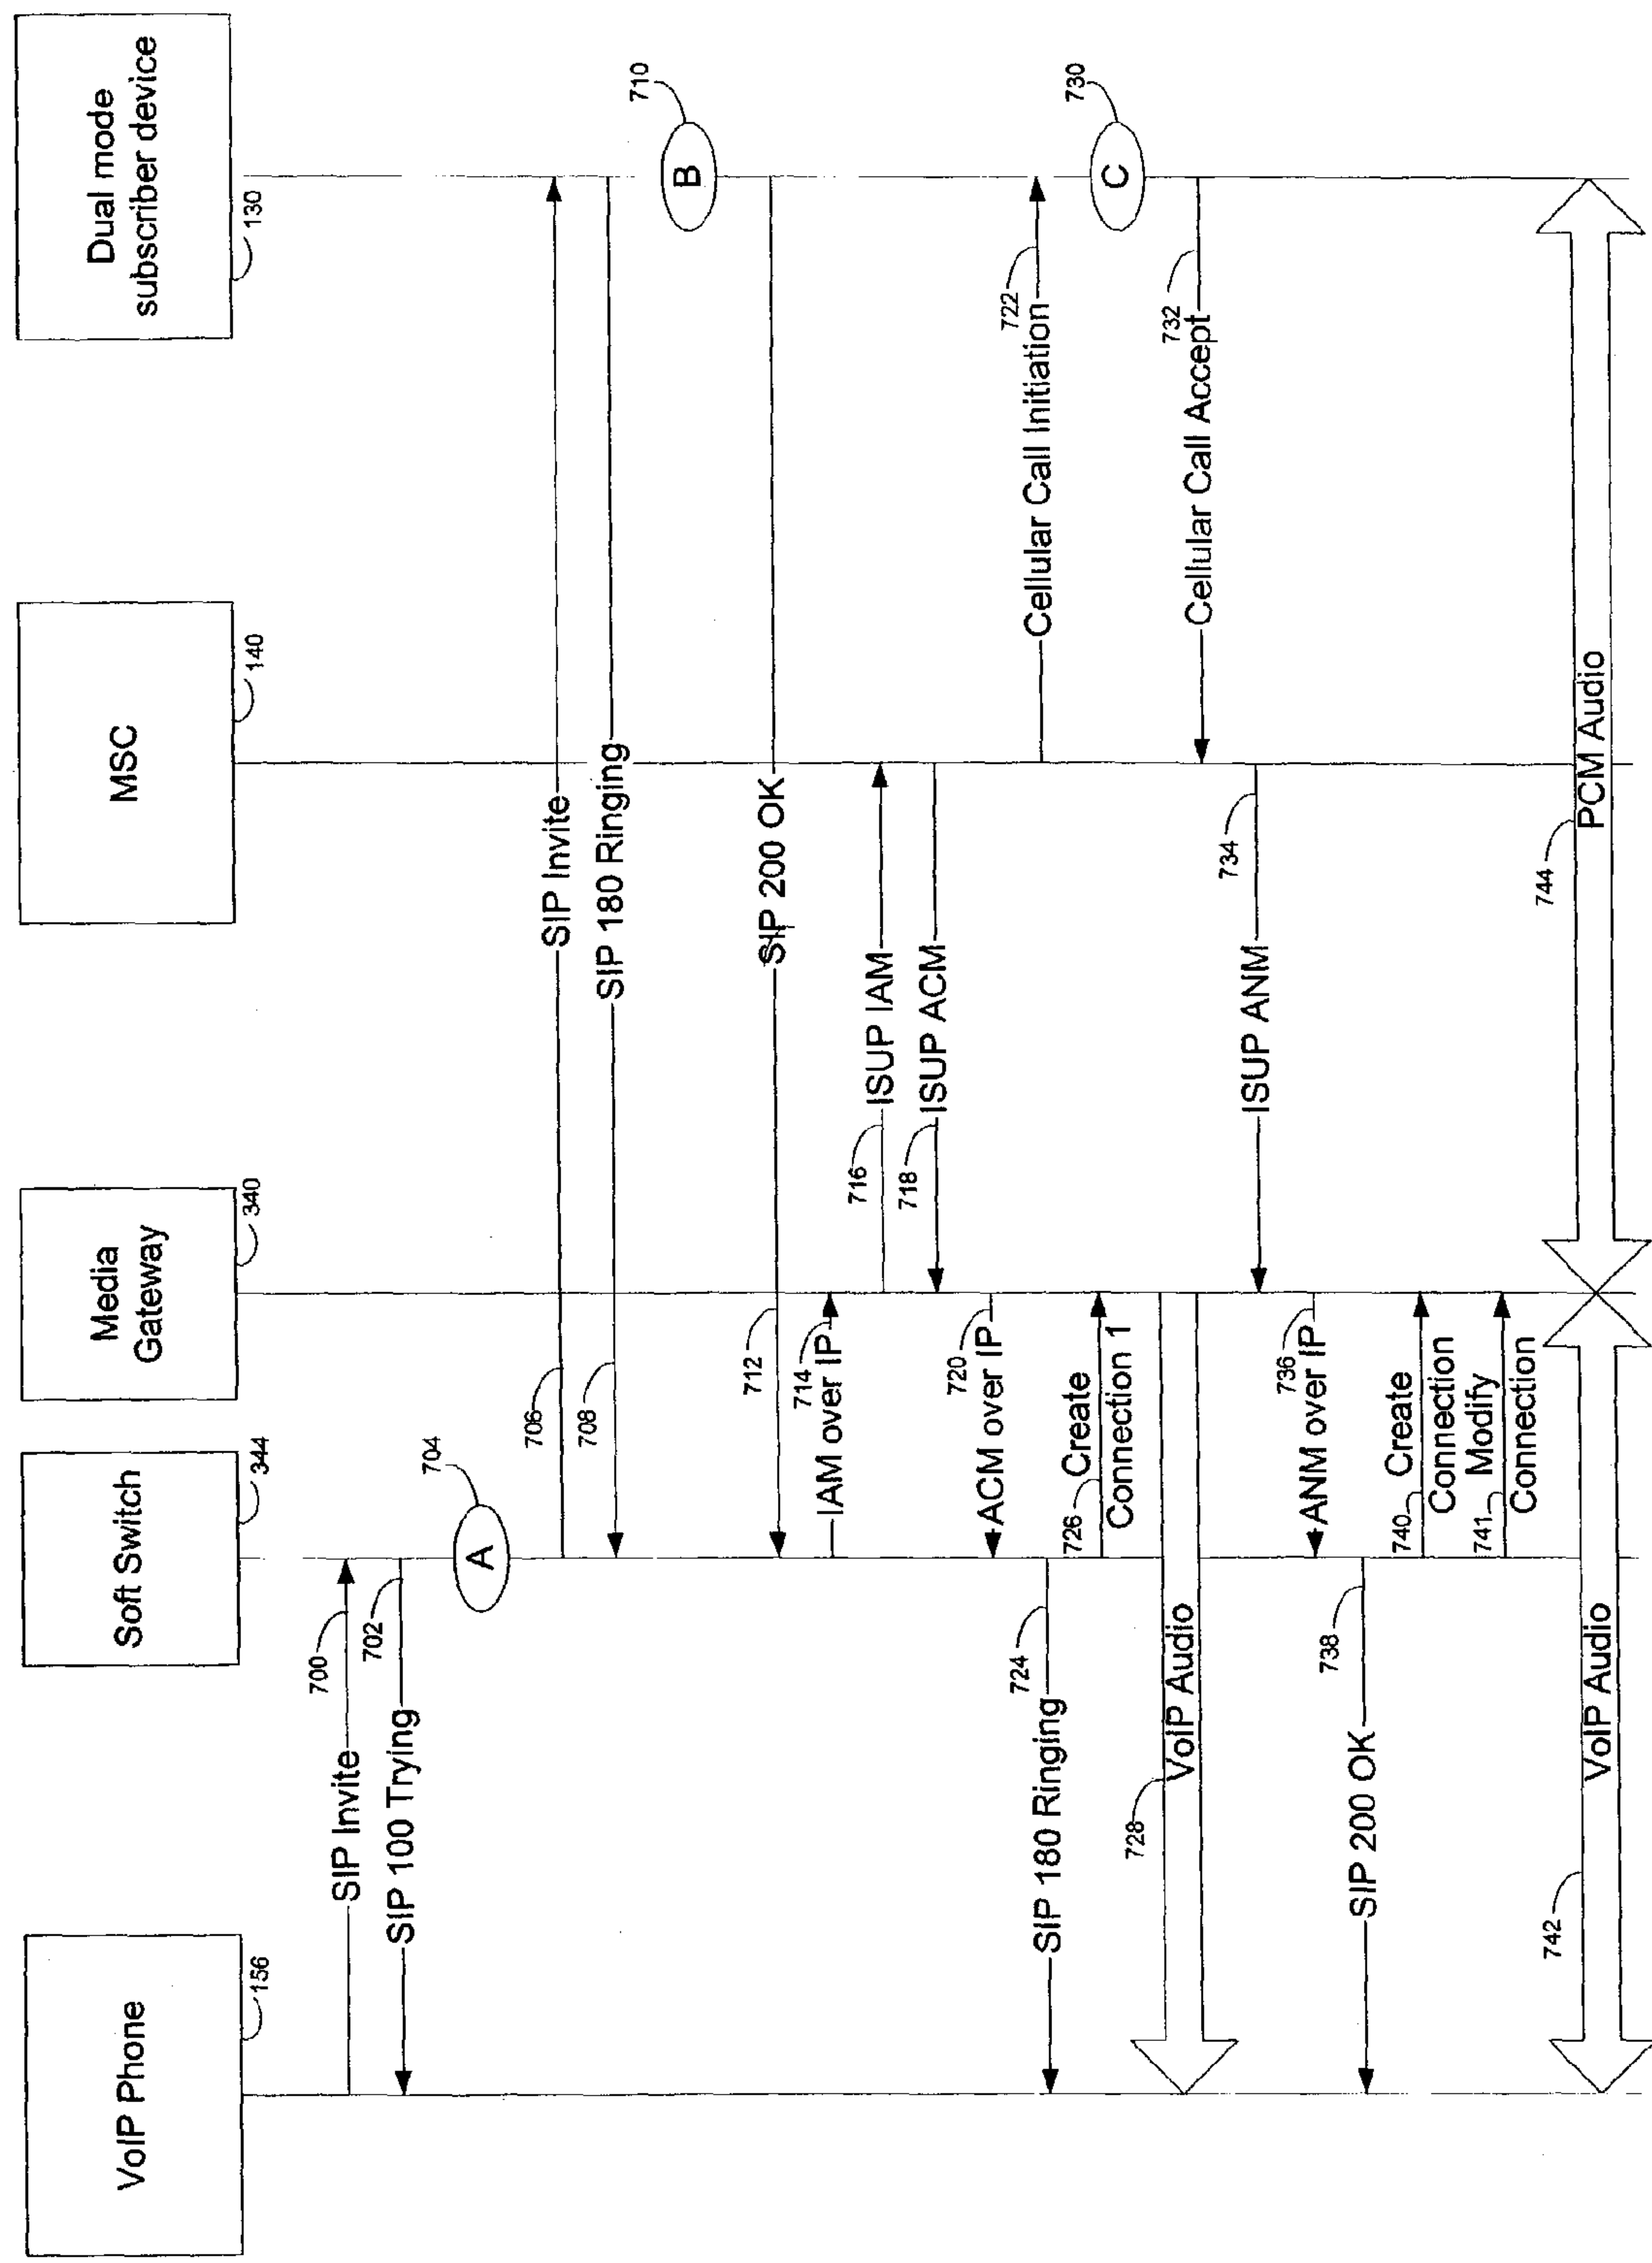 VoIP Phone
156
Soft Switch
344
Media
Gateway
340
MSC
140
Dual mode
subscriber device
130
700
SIP Invite
702
SIP 100 Trying
704
A
706
SIP Invite
708
SIP 180 Ringing
710
B
712
SIP 200 OK
714
IAM over IP
716
ISUP IAM
718
ISUP ACM
720
ACM over IP
722
Cellular Call Initiation
724
SIP 180 Ringing
726
Create
Connection 1
728
VoIP Audio
730
C
732
Cellular Call Accept
734
ISUP ANM
736
ANM over IP
738
SIP 200 OK
740
Create
Connection
741
Modify
Connection
742
VoIP Audio
744
PCM Audio